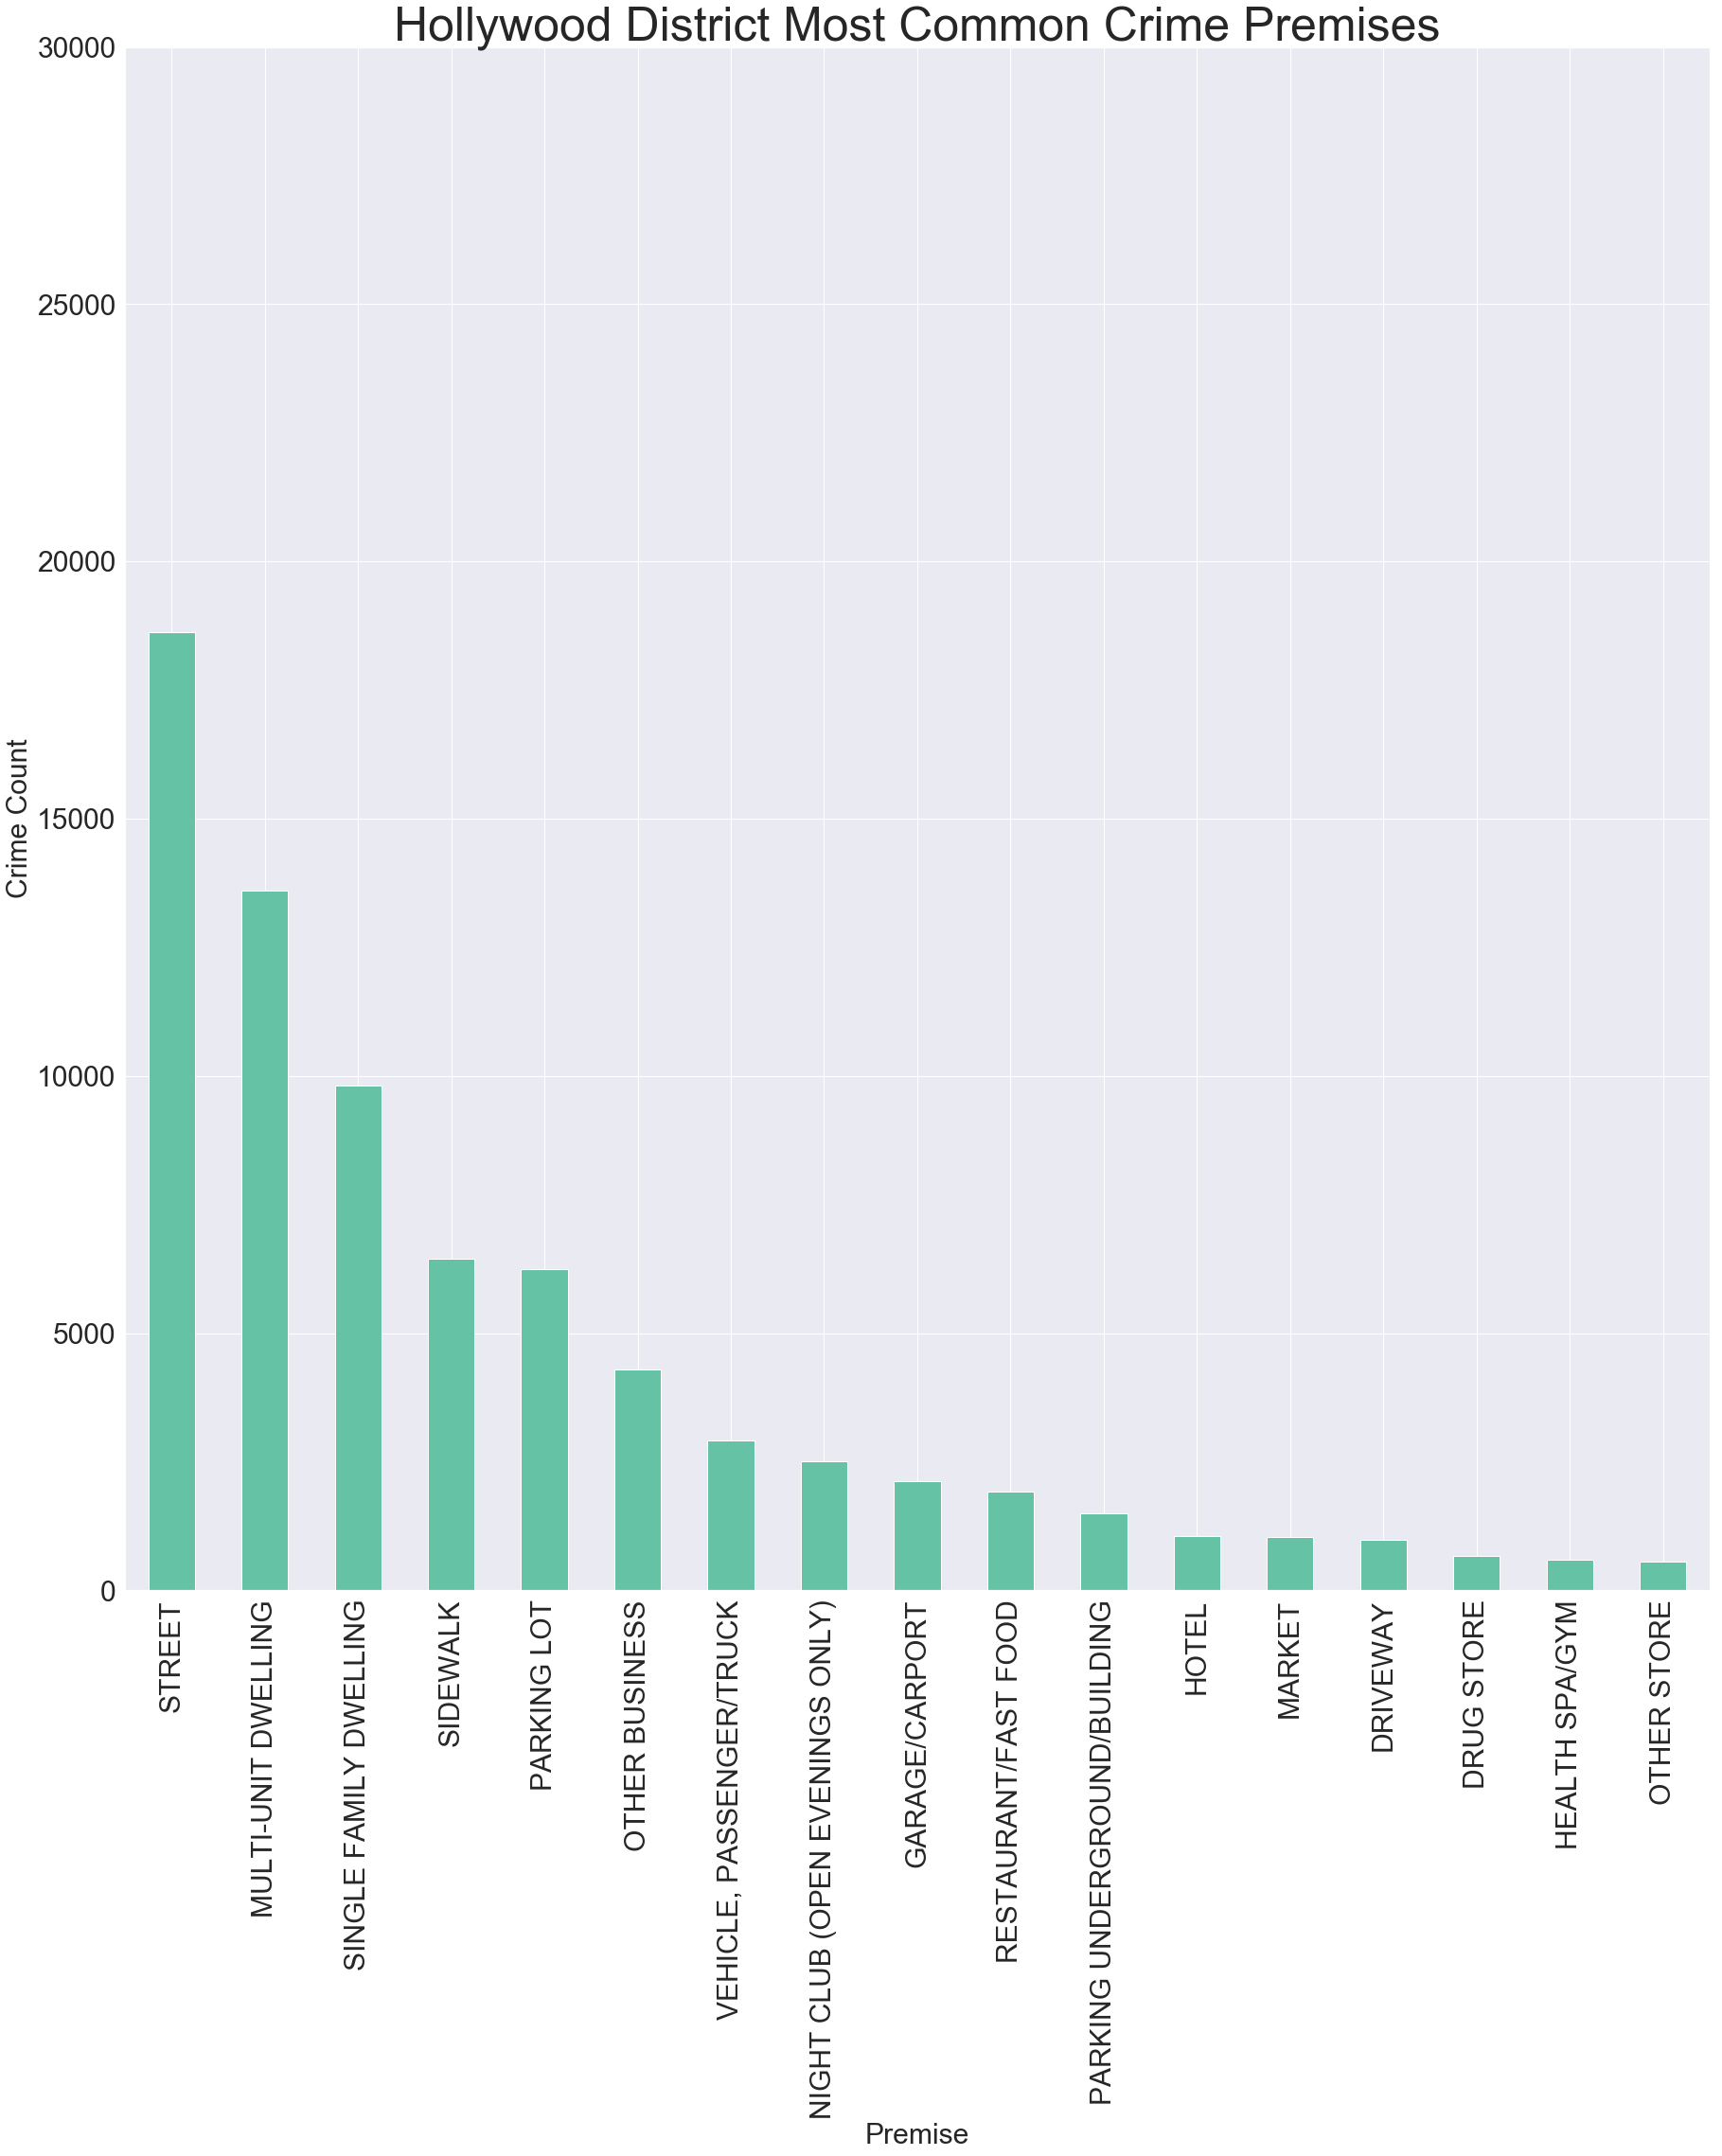 Hollywood District Most Common Crime Premises
30000
25000
20000
15000
10000
5000
0
Crime Count
STREET
MULTI-UNIT DWELLING
SINGLE FAMILY DWELLING
SIDEWALK
PARKING LOT
OTHER BUSINESS
VEHICLE, PASSENGER/TRUCK
NIGHT CLUB (OPEN EVENINGS ONLY)
GARAGE/CARPORT
RESTAURANT/FAST FOOD
PARKING UNDERGROUND/BUILDING
HOTEL
MARKET
DRIVEWAY
DRUG STORE
HEALTH SPA/GYM
OTHER STORE
Premise